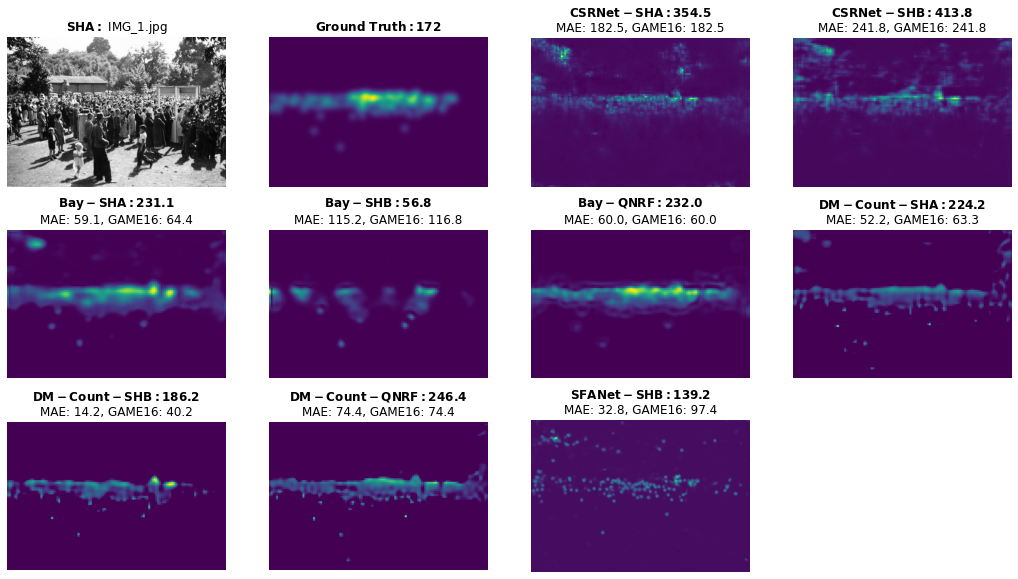 SHA: IMG_1.jpg
Ground Truth:172
CSRNet-SHA:354.5
MAE: 182.5, GAME16: 182.5
CSRNet-SHB:413.8
MAE: 241.8, GAME16: 241.8
Bay-SHA:231.1
MAE: 59.1, GAME16: 64.4
Bay-SHB:56.8
MAE: 115.2, GAME16: 116.8
Bay-QNRF:232.0
MAE: 60.0, GAME16: 60.0
DM-Count-SHA:224.2
MAE: 52.2, GAME16: 63.3
DM-Count-SHB:186.2
MAE: 14.2, GAME16: 40.2
DM-Count-QNRF:246.4
MAE: 74.4, GAME16: 74.4
SFANet-SHB:139.2
MAE: 32.8, GAME16: 97.4